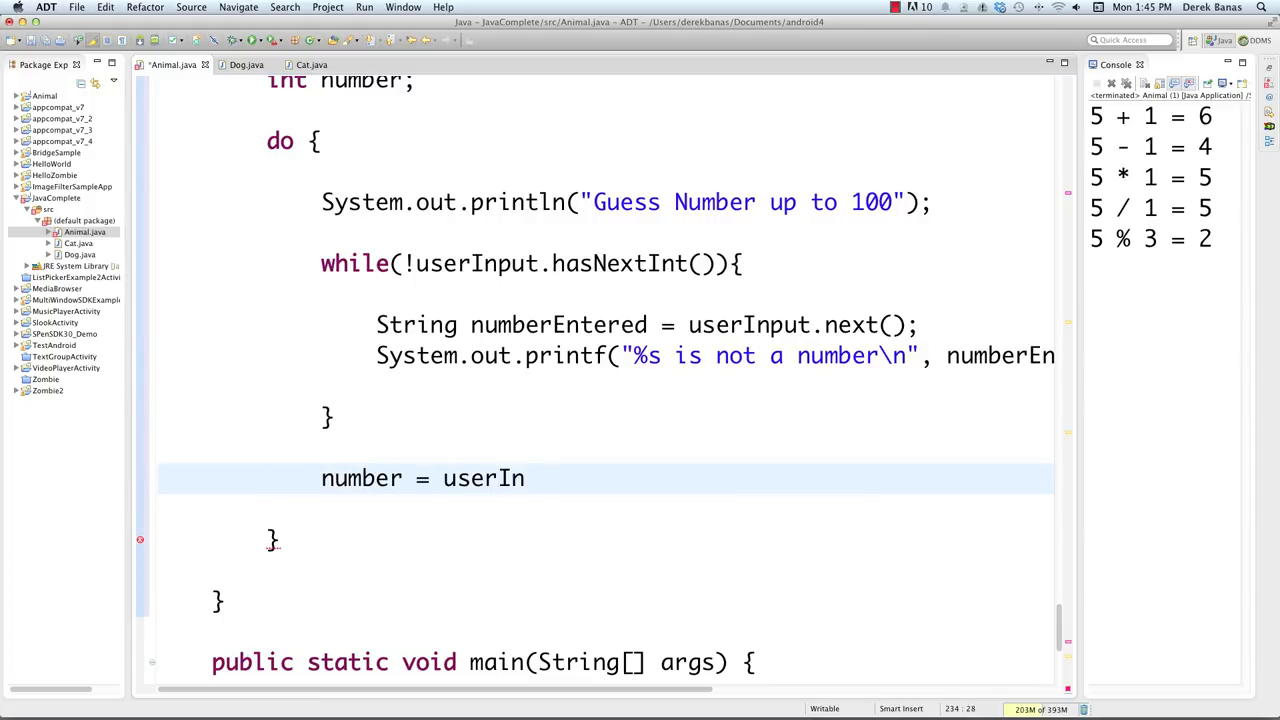 ADT File Edit Refactor Source Navigate Search Project Run Window Help
10 Mon 1:45 PM Derek Banas
Java – JavaComplete/src/Animal.java – ADT – /Users/derekbanas/Documents/android4
Quick Access Java DDMS
Package Exp
*Animal.java Dog.java Cat.java
Console
<terminated> Animal (1) [Java Application] /S
Animal
appcompat_v7
appcompat_v7_2
appcompat_v7_3
appcompat_v7_4
BridgeSample
HelloWorld
HelloZombie
ImageFilterSampleApp
JavaComplete
src
(default package)
Animal.java
Cat.java
Dog.java
JRE System Library [Ja
ListPickerExample2Activi
MediaBrowser
MultiWindowSDKExample
MusicPlayerActivity
SlookActivity
SPenSDK30_Demo
TestAndroid
TextGroupActivity
VideoPlayerActivity
Zombie
Zombie2
int number;
do {
System.out.println("Guess Number up to 100");
while(!userInput.hasNextInt()){
String numberEntered = userInput.next();
System.out.printf("%s is not a number\n", numberEn
}
number = userIn
}
}
public static void main(String[] args) {
5 + 1 = 6
5 - 1 = 4
5 * 1 = 5
5 / 1 = 5
5 % 3 = 2
Writable Smart Insert 234 : 28 203M of 393M